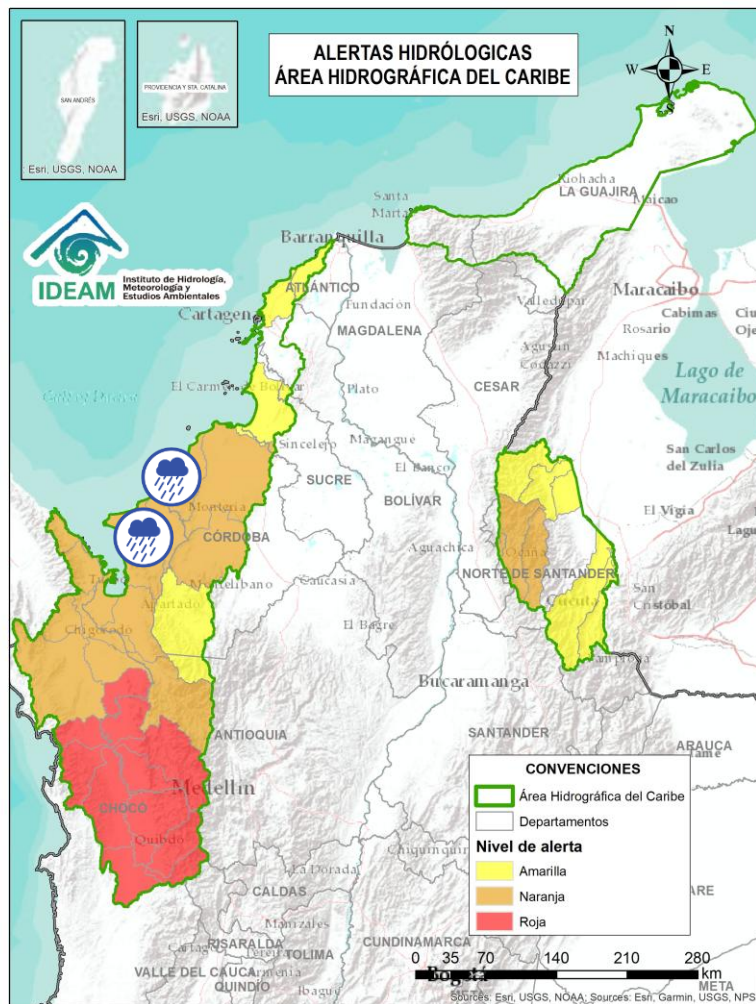 ALERTAS HIDRÓLOGICAS
ÁREA HIDROGRÁFICA DEL CARIBE
N
W
E
S
SAN ANDRÉS
: Esri, USGS, NOAA
PROVIDENCIA Y STA. CATALINA
Esri, USGS, NOAA
IDEAM
Instituto de Hidrología,
Meteorología y
Estudios Ambientales
Riohacha
LA GUAJIRA
Maicao
Santa
Marta
Barranquilla
ATLÁNTICO
Cartagena
Fundación
MAGDALENA
Valledupar
Maracaibo
Cabimas
Rosario
Machiques
Agustín
Codazzi
CESAR
Lago de
Maracaibo
El Carmen de Bolívar
Plato
Sincelejo
Magangue
San Carlos
del Zulia
SUCRE
El Banco
BOLÍVAR
Montería
CÓRDOBA
El Vigía
Ocaña
Aguachica
NORTE DE SANTANDER
Montelíbano
Caucasia
Apartado
Cúcuta
San
Cristóbal
El Bagre
Chigorodó
Pamplona
Bucaramanga
ANTIOQUIA
SANTANDER
ARAUCA
Medellín
CHOCÓ
Quibdó
La Dorada
CALDAS
Manizales
RISARALDA
TOLIMA
CUNDINAMARCA
VALLE DEL CAUCA
Armenia
QUINDÍO
Ibagué
Bogotá
META
CONVENCIONES
Área Hidrográfica del Caribe
Departamentos
Nivel de alerta
Amarilla
Naranja
Roja
0 35 70 140 210 280
km
Sources: Esri, USGS, NOAA; Sources: Esri, Garmin, USGS, NPS